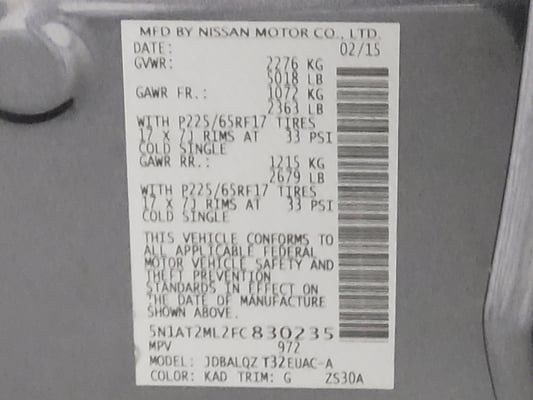 MFD BY NISSAN MOTOR CO., LTD.
DATE: 02/15
GVWR: 2276 KG
5018 LB
GAWR FR.: 1072 KG
2363 LB
WITH P225/65RF17 TIRES
17 X 7J RIMS AT 33 PSI
COLD SINGLE
GAWR RR.: 1215 KG
2679 LB
WITH P225/65RF17 TIRES
17 X 7J RIMS AT 33 PSI
COLD SINGLE
THIS VEHICLE CONFORMS TO
ALL APPLICABLE FEDERAL
MOTOR VEHICLE SAFETY AND
THEFT PREVENTION
STANDARDS IN EFFECT ON
THE DATE OF MANUFACTURE
SHOWN ABOVE.
5N1AT2ML2FC830235
MPV 972
MODEL: JDBALQZ T32EUAC-A
COLOR: KAD TRIM: G ZS30A